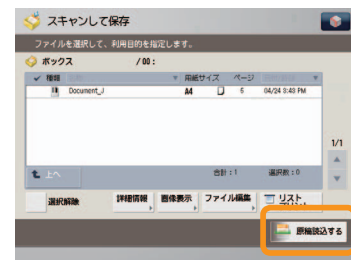 スキャンして保存
ファイルを選択して、利用目的を指定します。
ボックス / 00 :
種類 用紙サイズ ページ
Document_J A4 5 04/24 3:43 PM
1/1
上へ 合計 : 1 選択数 : 0
選択解除 詳細情報 画像表示 ファイル編集 リスト
原稿読込する